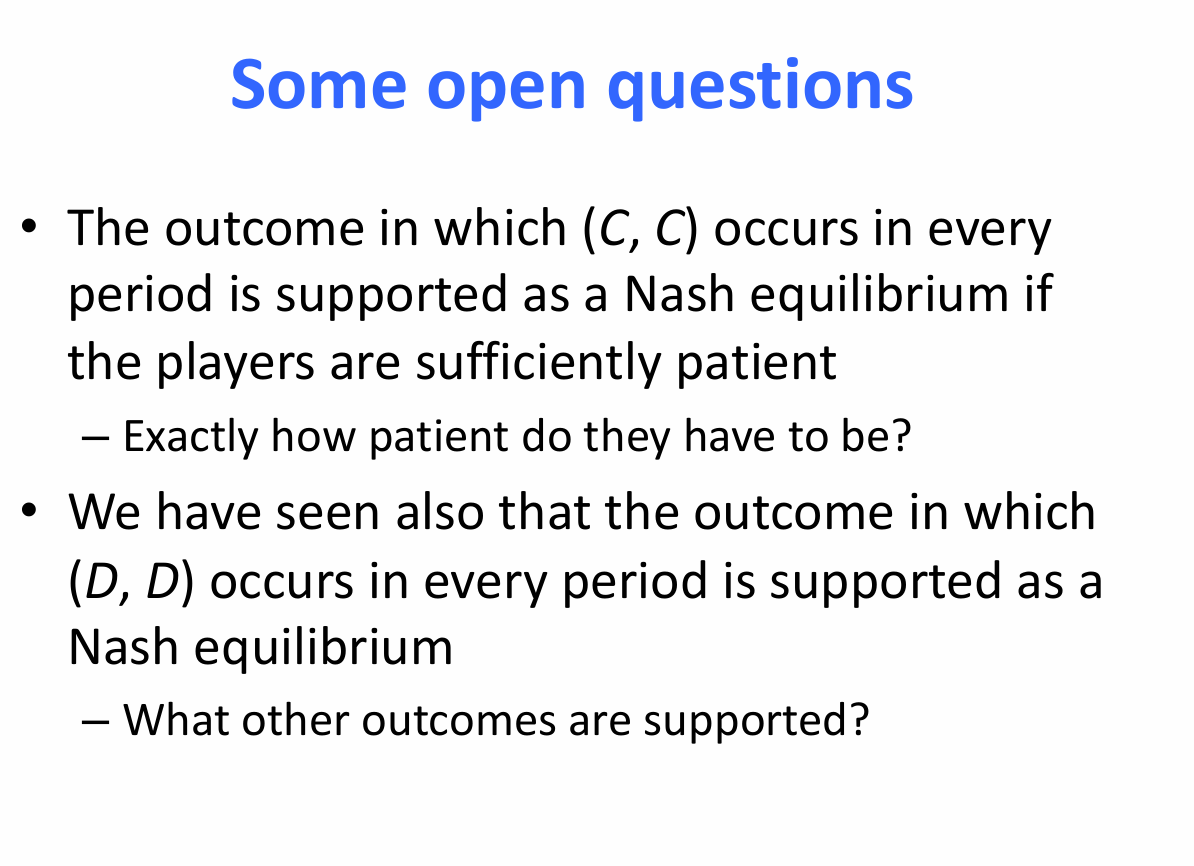 Some open questions
• The outcome in which (C, C) occurs in every
period is supported as a Nash equilibrium if
the players are sufficiently patient
– Exactly how patient do they have to be?
• We have seen also that the outcome in which
(D, D) occurs in every period is supported as a
Nash equilibrium
– What other outcomes are supported?